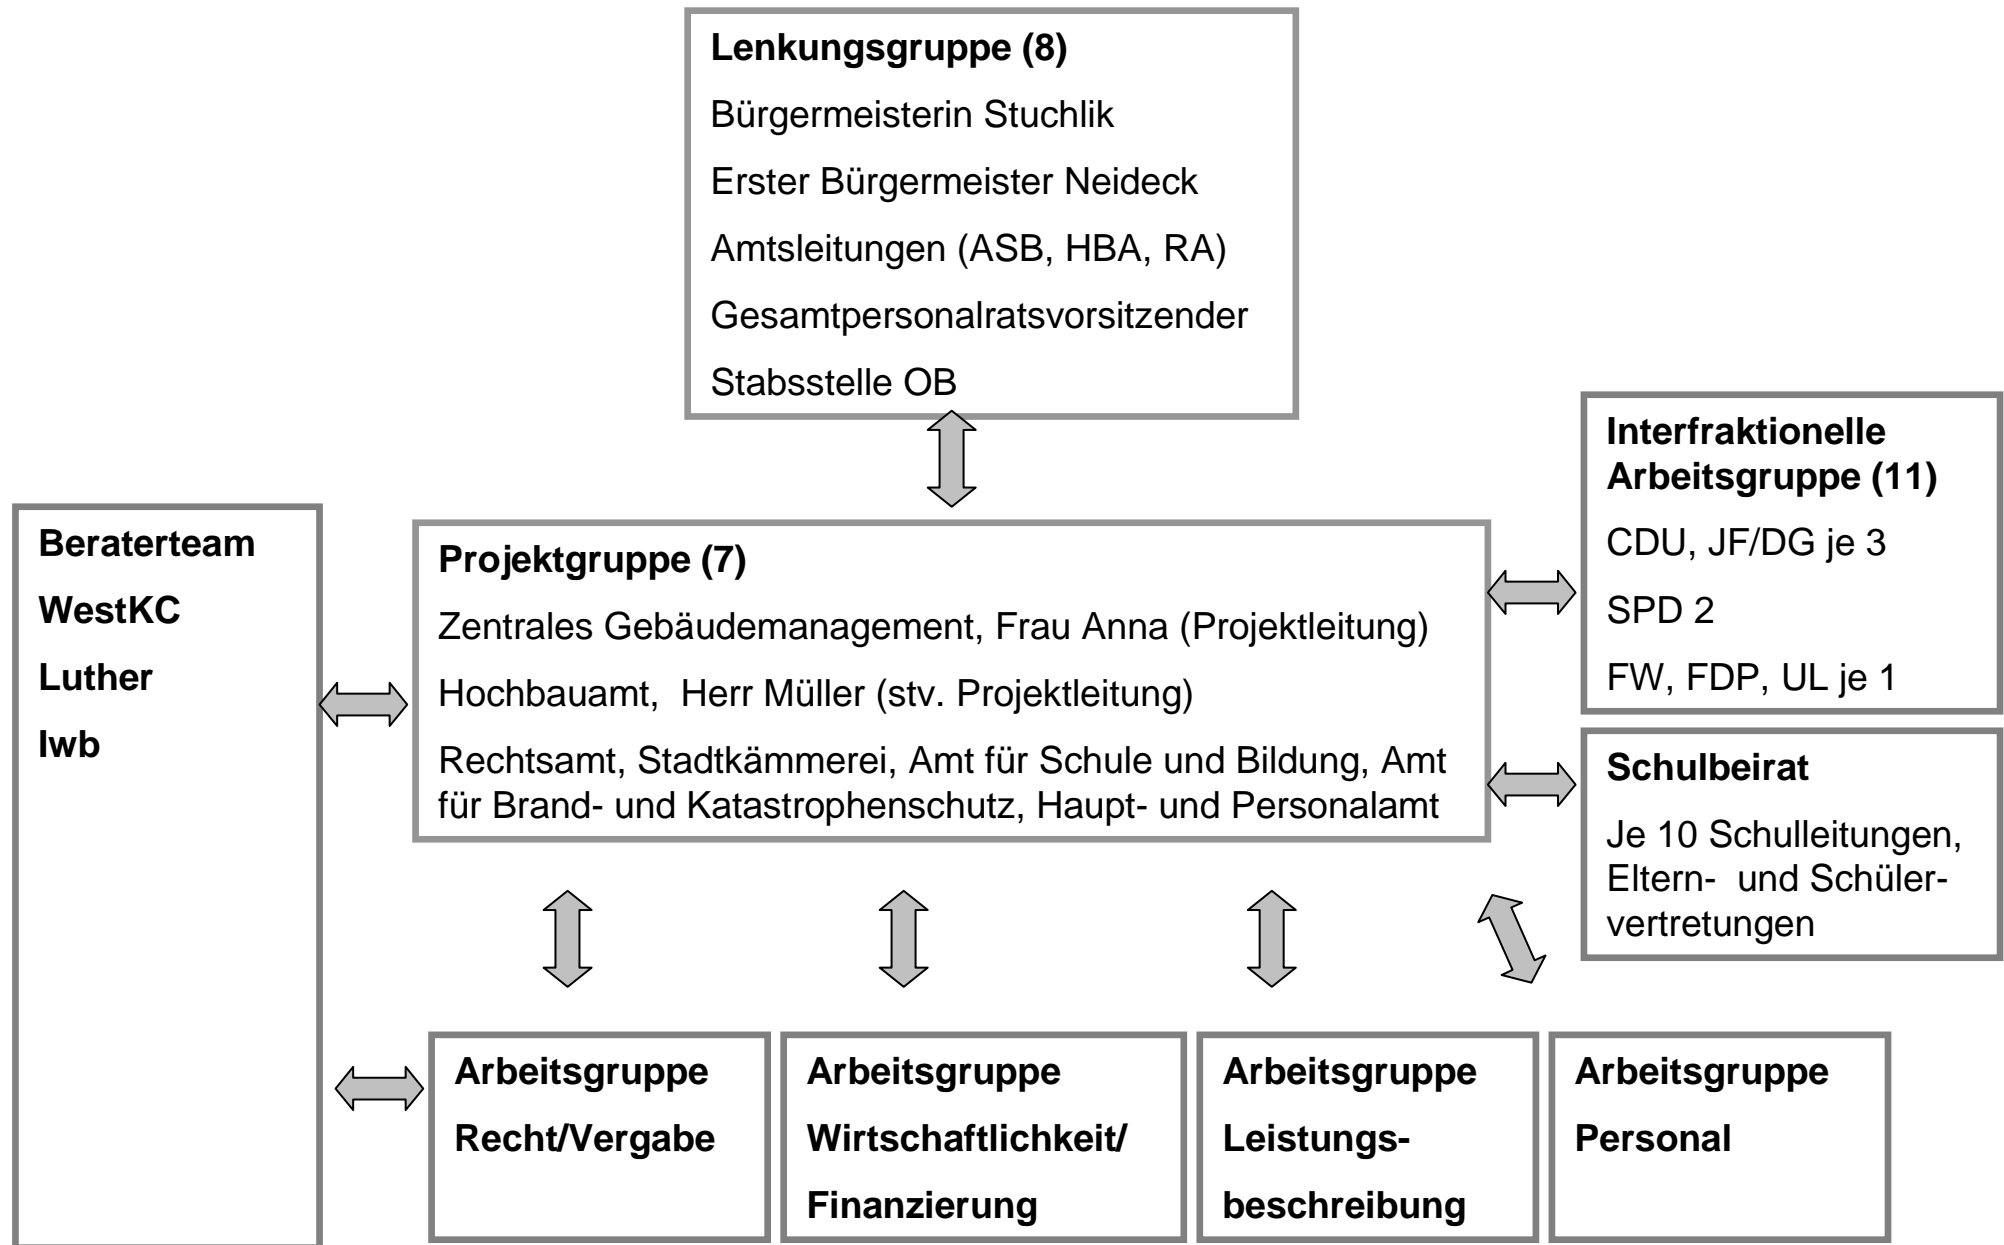 Lenkungsgruppe (8)
Bürgermeisterin Stuchlik
Erster Bürgermeister Neideck
Amtsleitungen (ASB, HBA, RA)
Gesamtpersonalratsvorsitzender
Stabsstelle OB
Interfraktionelle
Arbeitsgruppe (11)
CDU, JF/DG je 3
SPD 2
FW, FDP, UL je 1
Beraterteam
WestKC
Luther
lwb
Projektgruppe (7)
Zentrales Gebäudemanagement, Frau Anna (Projektleitung)
Hochbauamt,  Herr Müller (stv. Projektleitung)
Rechtsamt, Stadtkämmerei, Amt für Schule und Bildung, Amt
für Brand- und Katastrophenschutz, Haupt- und Personalamt
Schulbeirat
Je 10 Schulleitungen,
Eltern-  und Schüler-
vertretungen
Arbeitsgruppe
Recht/Vergabe
Arbeitsgruppe
Wirtschaftlichkeit/
Finanzierung
Arbeitsgruppe
Leistungs-
beschreibung
Arbeitsgruppe
Personal